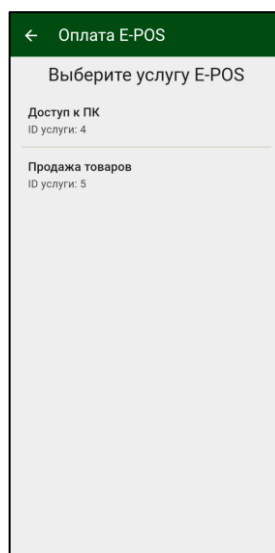 Оплата E-POS
Выберите услугу E-POS
Доступ к ПК
ID услуги: 4
Продажа товаров
ID услуги: 5